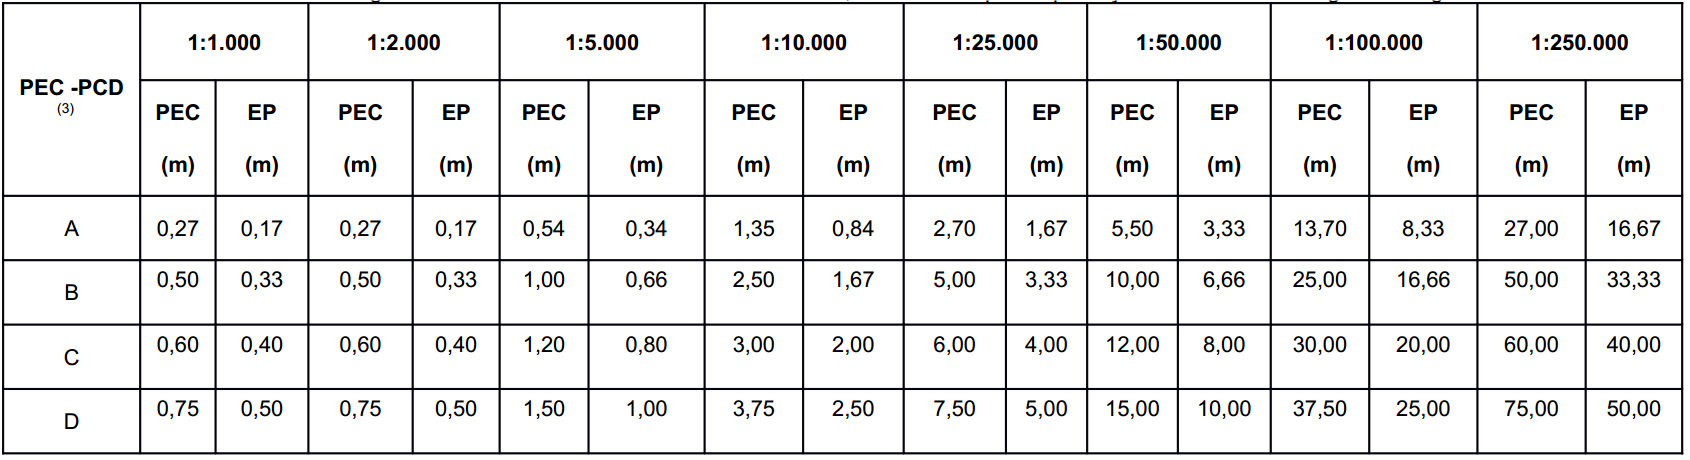 1:1.000 1:2.000 1:5.000 1:10.000 1:25.000 1:50.000 1:100.000 1:250.000
PEC -PCD
(3)
PEC EP PEC EP PEC EP PEC EP PEC EP PEC EP PEC EP PEC EP
(m) (m) (m) (m) (m) (m) (m) (m) (m) (m) (m) (m) (m) (m) (m) (m)
A 0,27 0,17 0,27 0,17 0,54 0,34 1,35 0,84 2,70 1,67 5,50 3,33 13,70 8,33 27,00 16,67
B 0,50 0,33 0,50 0,33 1,00 0,66 2,50 1,67 5,00 3,33 10,00 6,66 25,00 16,66 50,00 33,33
C 0,60 0,40 0,60 0,40 1,20 0,80 3,00 2,00 6,00 4,00 12,00 8,00 30,00 20,00 60,00 40,00
D 0,75 0,50 0,75 0,50 1,50 1,00 3,75 2,50 7,50 5,00 15,00 10,00 37,50 25,00 75,00 50,00